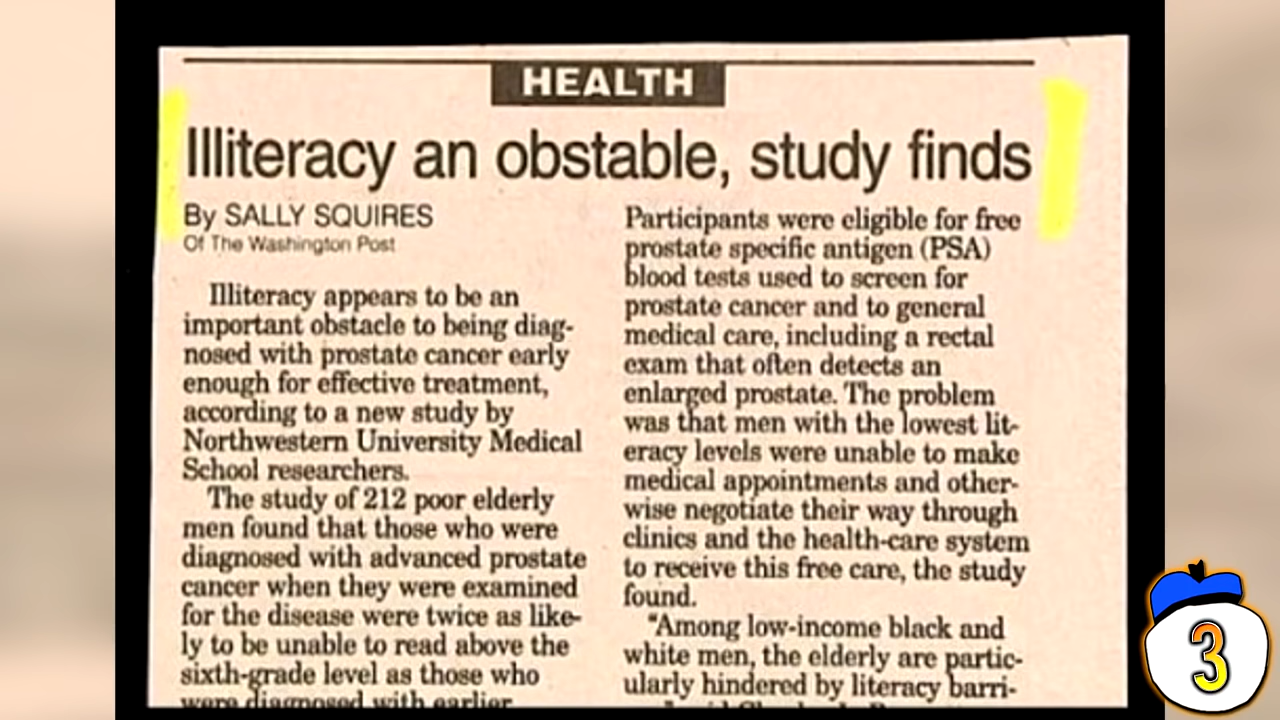 HEALTH
Illiteracy an obstable, study finds
By SALLY SQUIRES
Of The Washington Post
Illiteracy appears to be an
important obstacle to being diag-
nosed with prostate cancer early
enough for effective treatment,
according to a new study by
Northwestern University Medical
School researchers.
The study of 212 poor elderly
men found that those who were
diagnosed with advanced prostate
cancer when they were examined
for the disease were twice as like-
ly to be unable to read above the
sixth-grade level as those who
were diagnosed with earlier
Participants were eligible for free
prostate specific antigen (PSA)
blood tests used to screen for
prostate cancer and to general
medical care, including a rectal
exam that often detects an
enlarged prostate. The problem
was that men with the lowest lit-
eracy levels were unable to make
medical appointments and other-
wise negotiate their way through
clinics and the health-care system
to receive this free care, the study
found.
"Among low-income black and
white men, the elderly are partic-
ularly hindered by literacy barri-
3